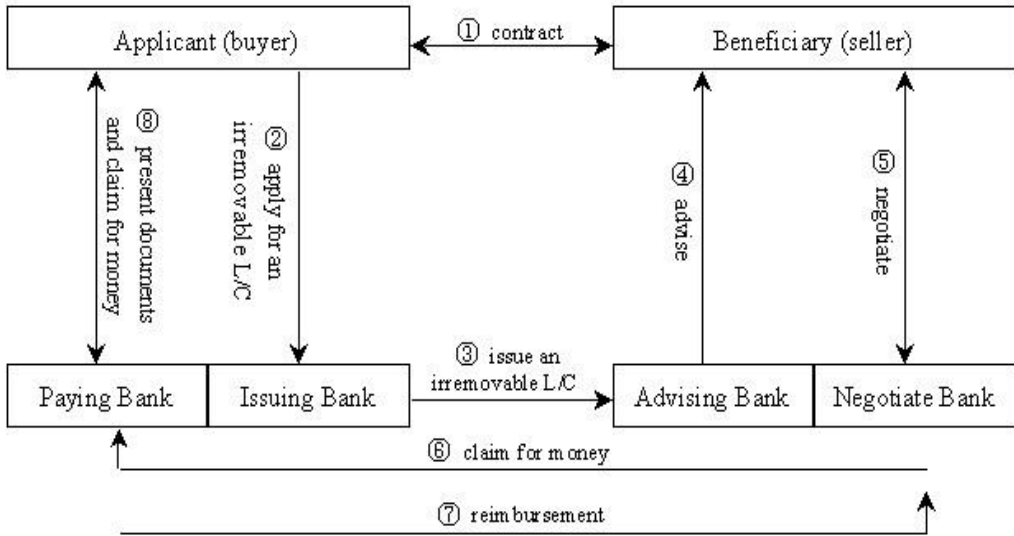 Applicant (buyer)
① contract
Beneficiary (seller)
⑧ present documents
and claim for money
② apply for an
irremovable L/C
④ advise
⑤ negotiate
③ issue an
irremovable L/C
Paying Bank
Issuing Bank
Advising Bank
Negotiate Bank
⑥ claim for money
⑦ reimbursement